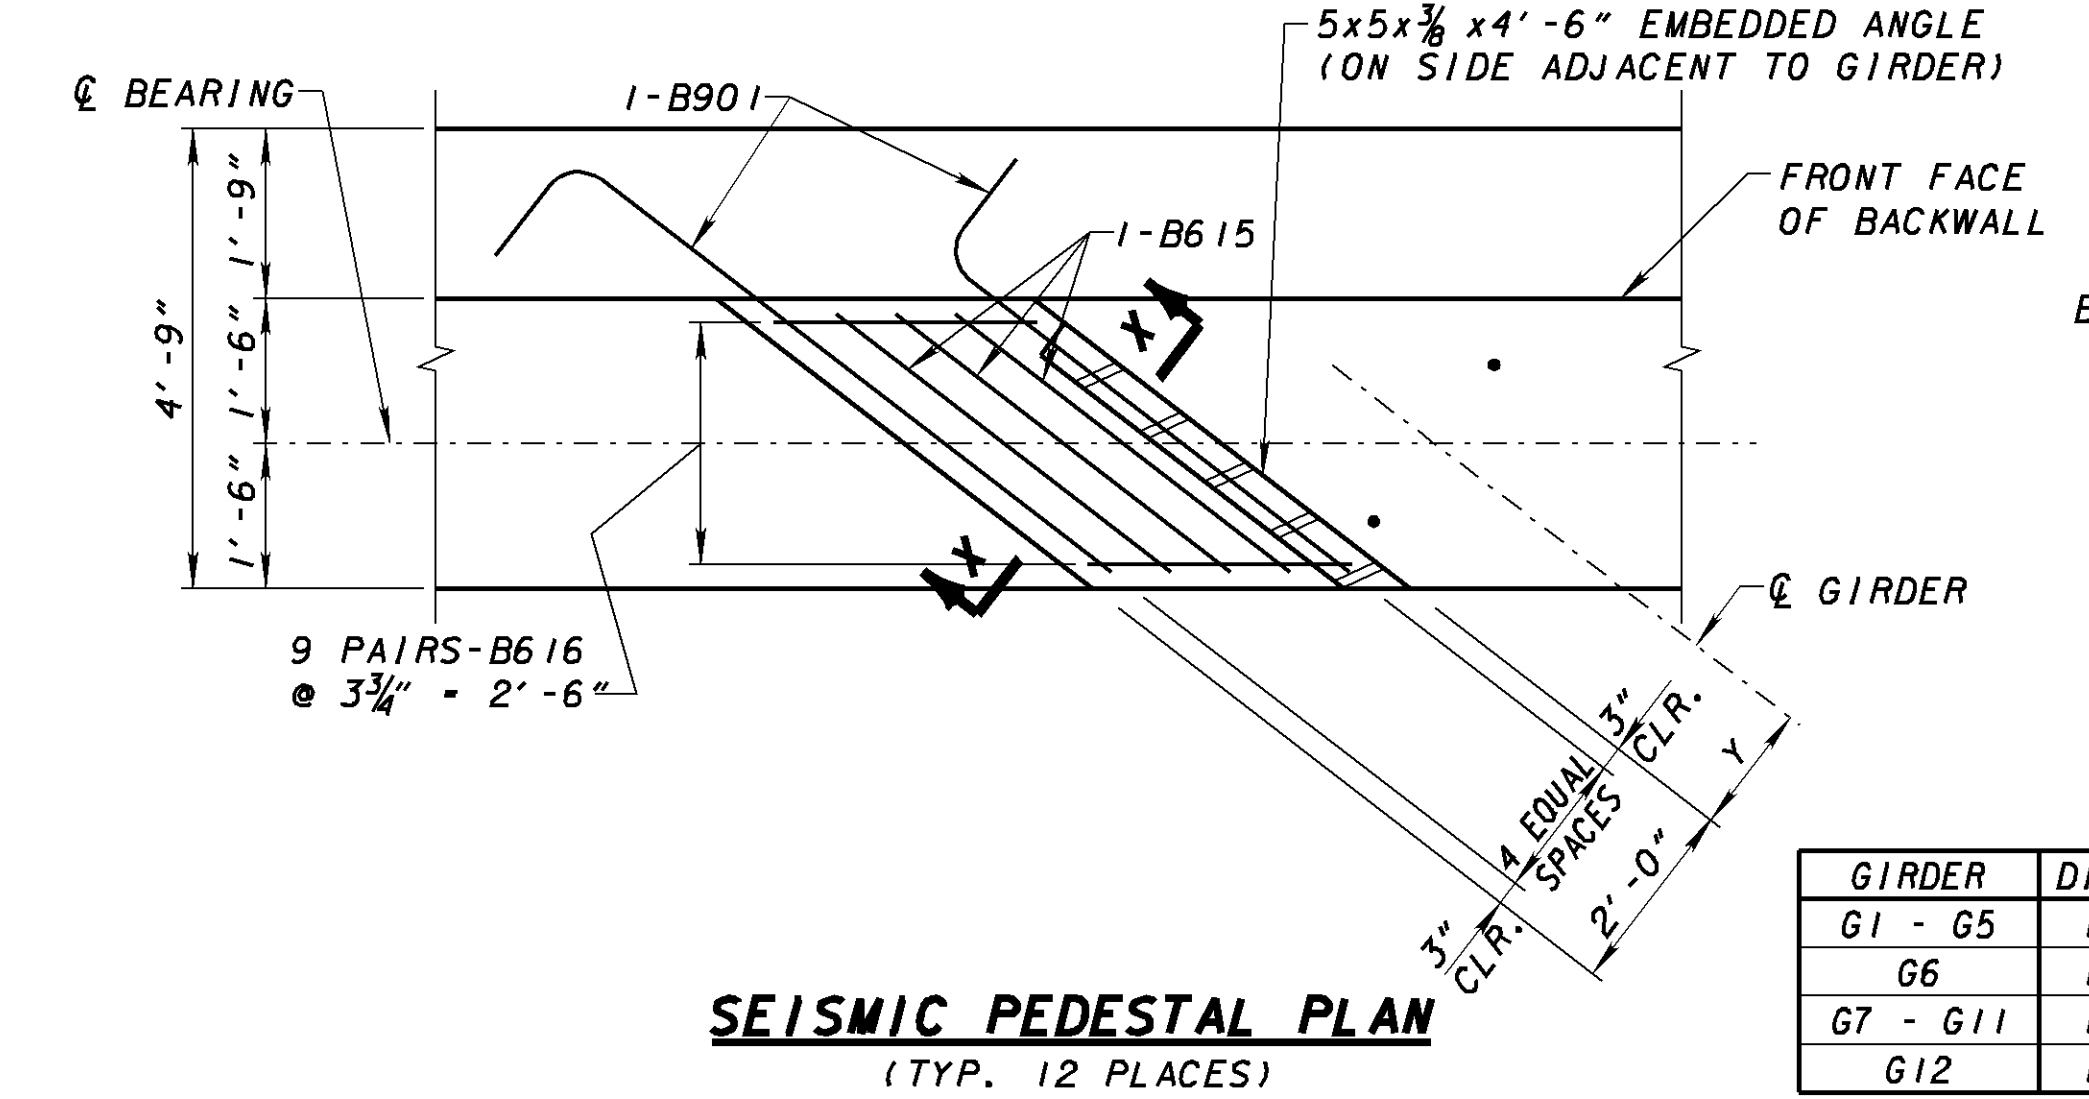 5x5x3/8 x4'-6" EMBEDDED ANGLE
(ON SIDE ADJACENT TO GIRDER)
℄ BEARING
1-B901
FRONT FACE
OF BACKWALL
1-B615
1'-9"
4'-9"
1'-6"
1'-6"
X
X
℄ GIRDER
9 PAIRS-B616
@ 3 3/4" = 2'-6"
3"
CLR.
Y
4 EQUAL
SPACES
2'-0"
3"
CLR.
SEISMIC PEDESTAL PLAN
(TYP. 12 PLACES)
GIRDER
G1 - G5
G6
G7 - G11
G12